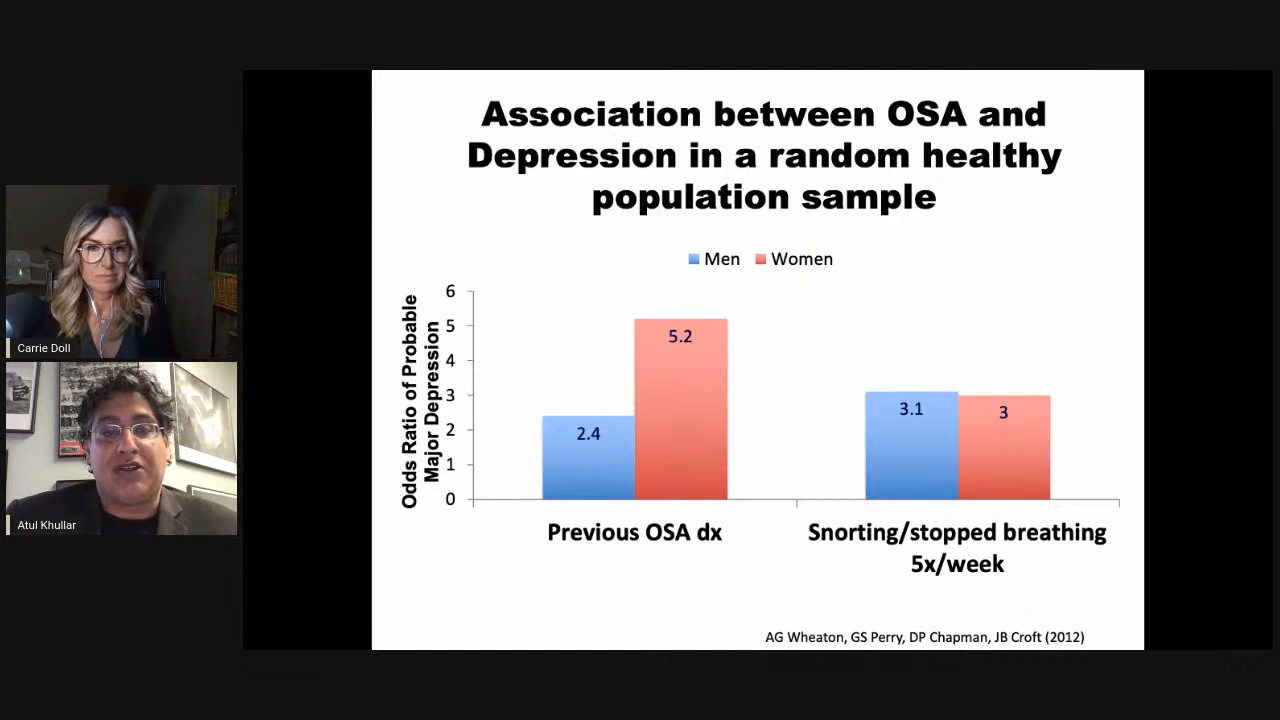 Association between OSA and
Depression in a random healthy
population sample
Men
Women
Odds Ratio of Probable
Major Depression
6
5
4
3
2
1
0
2.4
5.2
3.1
3
Previous OSA dx
Snorting/stopped breathing
5x/week
AG Wheaton, GS Perry, DP Chapman, JB Croft (2012)
Carrie Doll
Atul Khullar